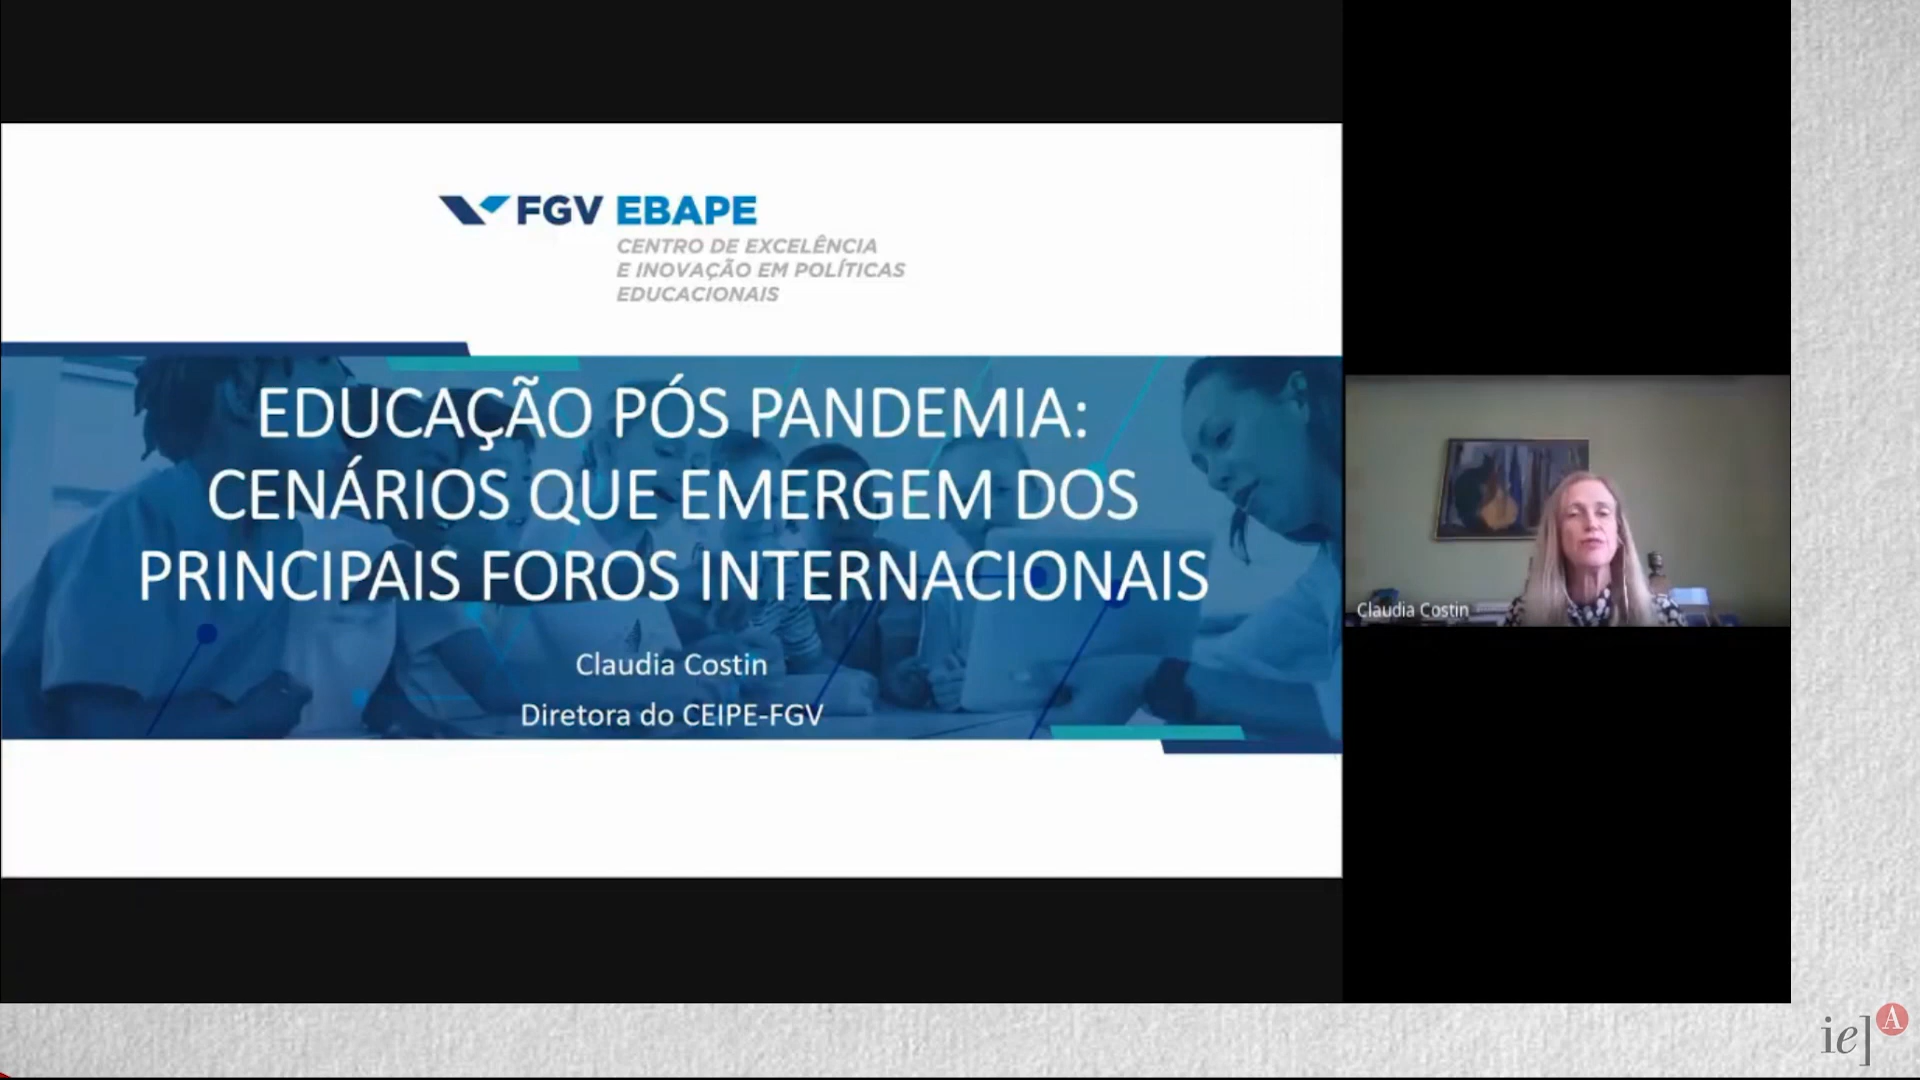 FGV EBAPE
CENTRO DE EXCELÊNCIA
E INOVAÇÃO EM POLÍTICAS
EDUCACIONAIS
EDUCAÇÃO PÓS PANDEMIA:
CENÁRIOS QUE EMERGEM DOS
PRINCIPAIS FOROS INTERNACIONAIS
Claudia Costin
Diretora do CEIPE-FGV
Claudia Costin
ie]A